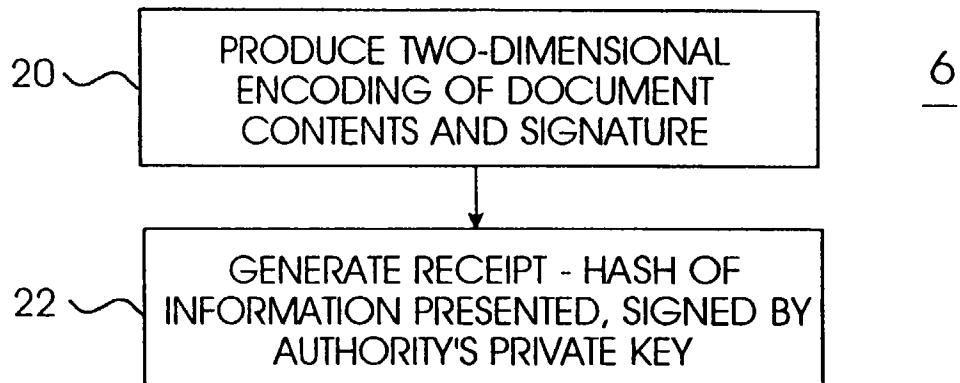 20
PRODUCE TWO-DIMENSIONAL
ENCODING OF DOCUMENT
CONTENTS AND SIGNATURE
6
22
GENERATE RECEIPT - HASH OF
INFORMATION PRESENTED, SIGNED BY
AUTHORITY'S PRIVATE KEY